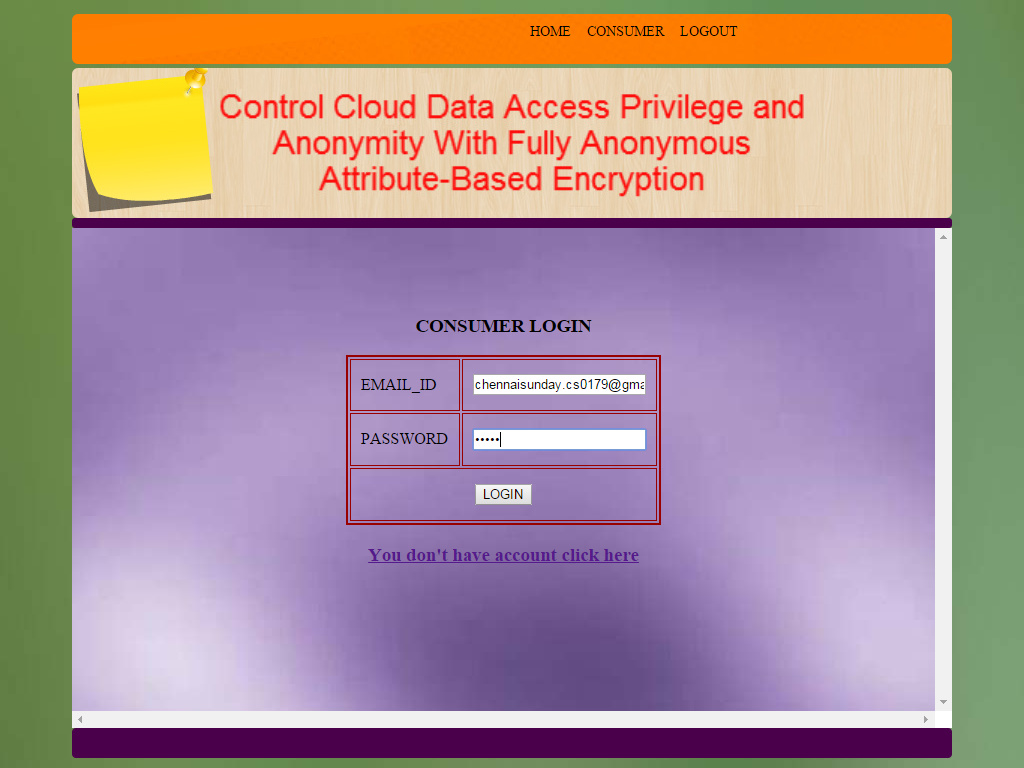 HOME CONSUMER LOGOUT
Control Cloud Data Access Privilege and
Anonymity With Fully Anonymous
Attribute-Based Encryption
CONSUMER LOGIN
EMAIL_ID chennaisunday.cs0179@gma
PASSWORD •••••
LOGIN
You don't have account click here